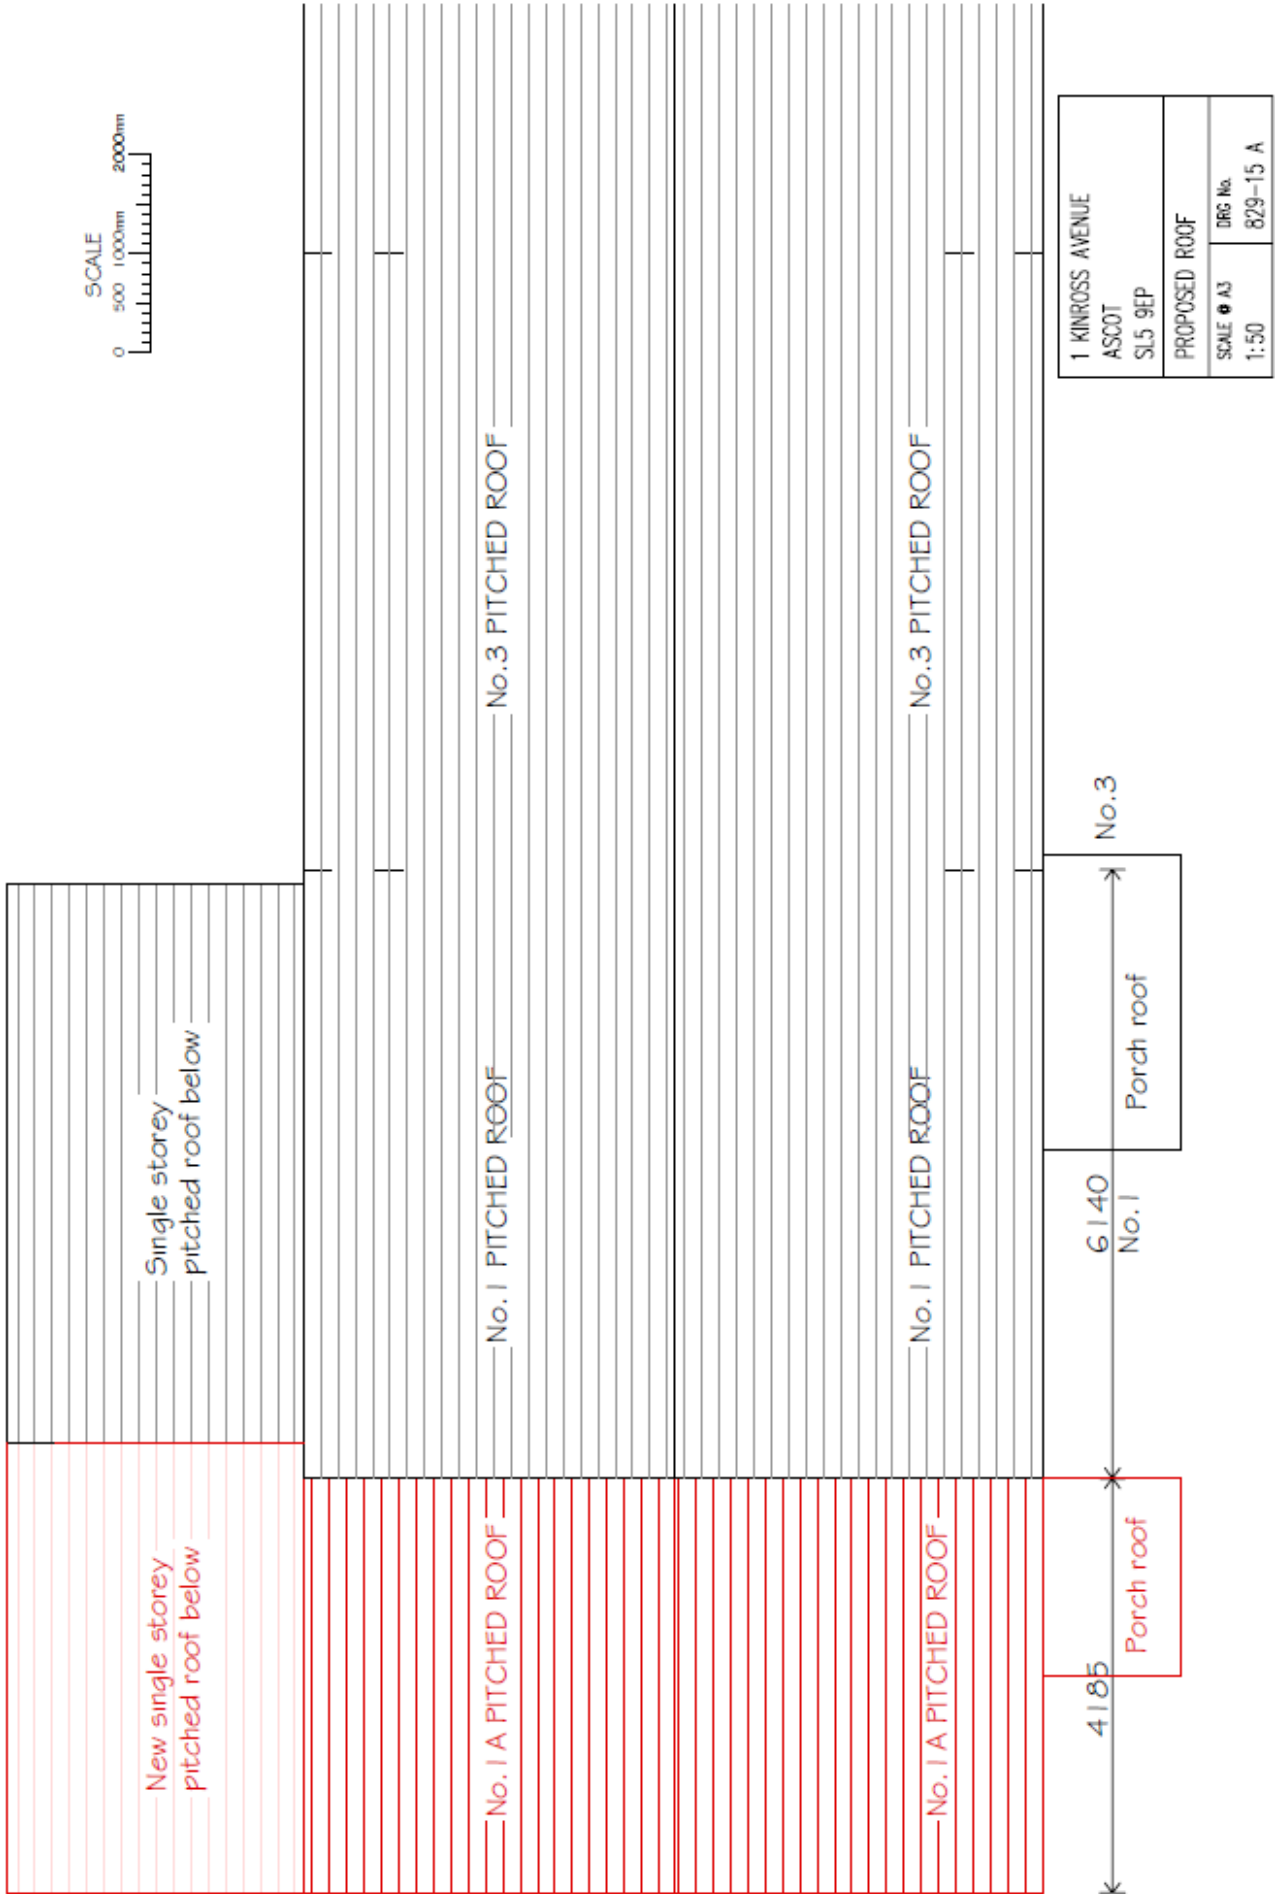 SCALE
0 500 1000mm 2000mm
New single storey
pitched roof below
Single storey
pitched roof below
No.1A PITCHED ROOF
No.1 PITCHED ROOF
No.3 PITCHED ROOF
No.1A PITCHED ROOF
No.1 PITCHED ROOF
No.3 PITCHED ROOF
4185
6140
No.1
No.3
Porch roof
Porch roof
1 KINROSS AVENUE
ASCOT
SL5 9EP
PROPOSED ROOF
SCALE @ A3
1:50
DRG No.
829-15 A